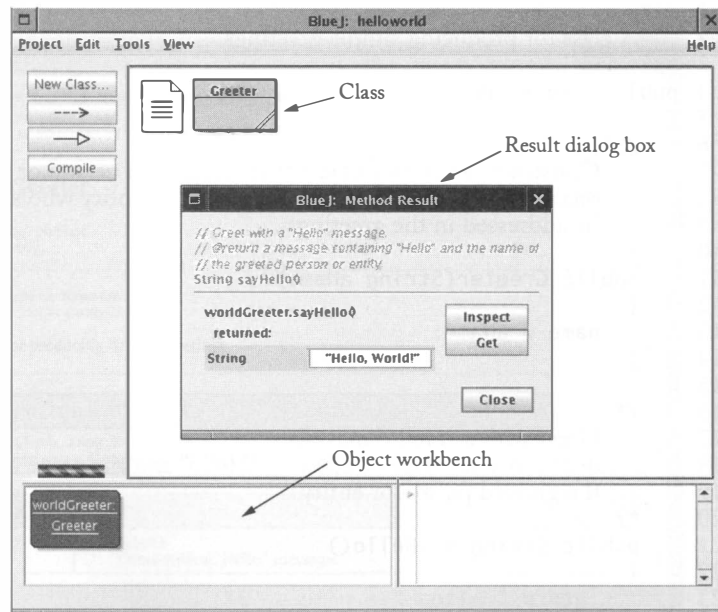 BlueJ: helloworld
Project Edit Tools View Help
New Class...
Compile
Greeter
Class
Result dialog box
BlueJ: Method Result
// Greet with a "Hello" message.
// @return a message containing "Hello" and the name of
// the greeted person or entity.
String sayHello()
worldGreeter.sayHello()
returned:
String "Hello, World!"
Inspect
Get
Close
Object workbench
worldGreeter:
Greeter